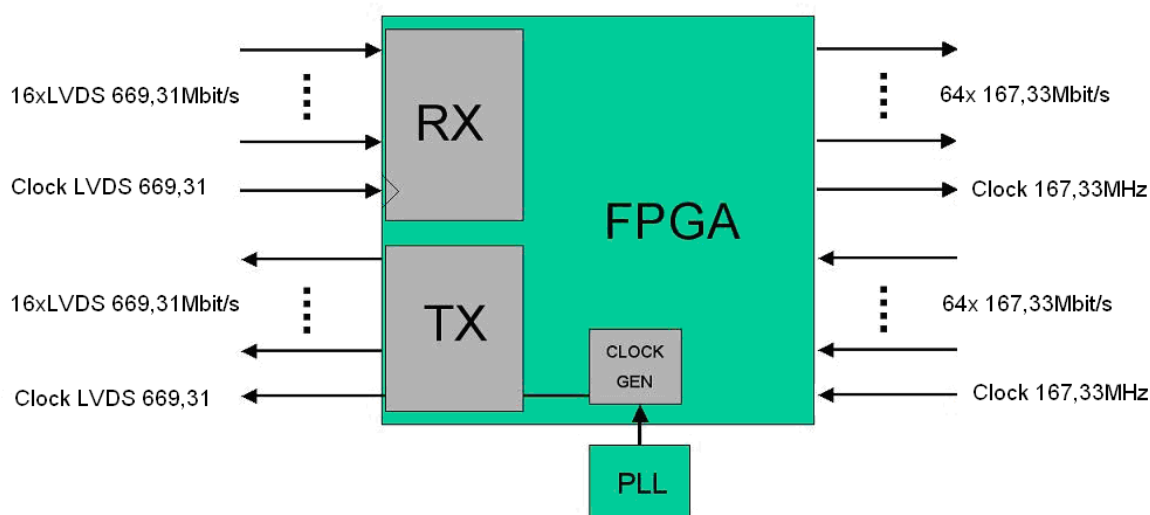 16xLVDS 669,31Mbit/s
RX
64x 167,33Mbit/s
Clock LVDS 669,31
Clock 167,33MHz
FPGA
16xLVDS 669,31Mbit/s
TX
64x 167,33Mbit/s
CLOCK
GEN
Clock LVDS 669,31
Clock 167,33MHz
PLL